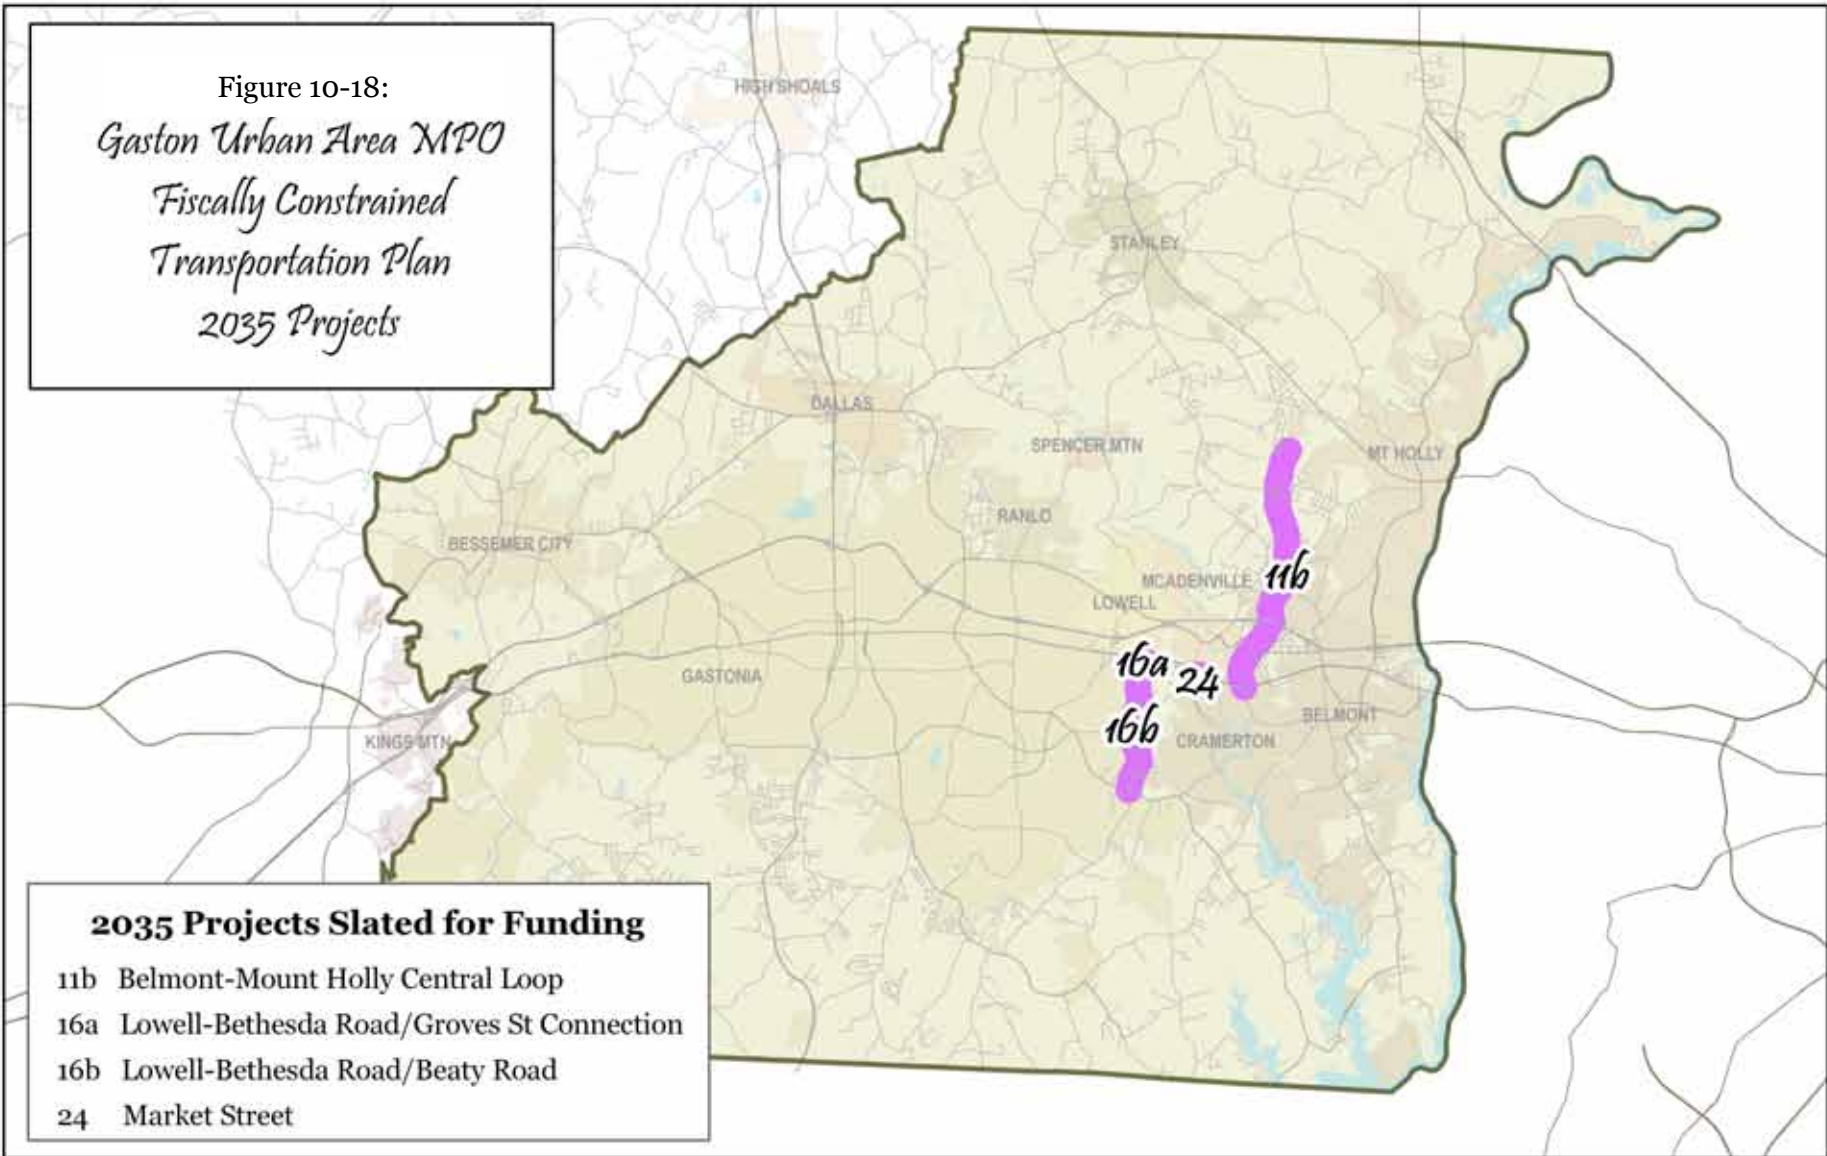 Figure 10-18:
Gaston Urban Area MPO
Fiscally Constrained
Transportation Plan
2035 Projects
HIGH SHOALS
STANLEY
DALLAS
SPENCER MTN
MT HOLLY
RANLO
BESSEMER CITY
11b
MCADENVILLE
LOWELL
16a
24
GASTONIA
16b
BELMONT
KINGS MTN
CRAMERTON
2035 Projects Slated for Funding
11b Belmont-Mount Holly Central Loop
16a Lowell-Bethesda Road/Groves St Connection
16b Lowell-Bethesda Road/Beaty Road
24 Market Street